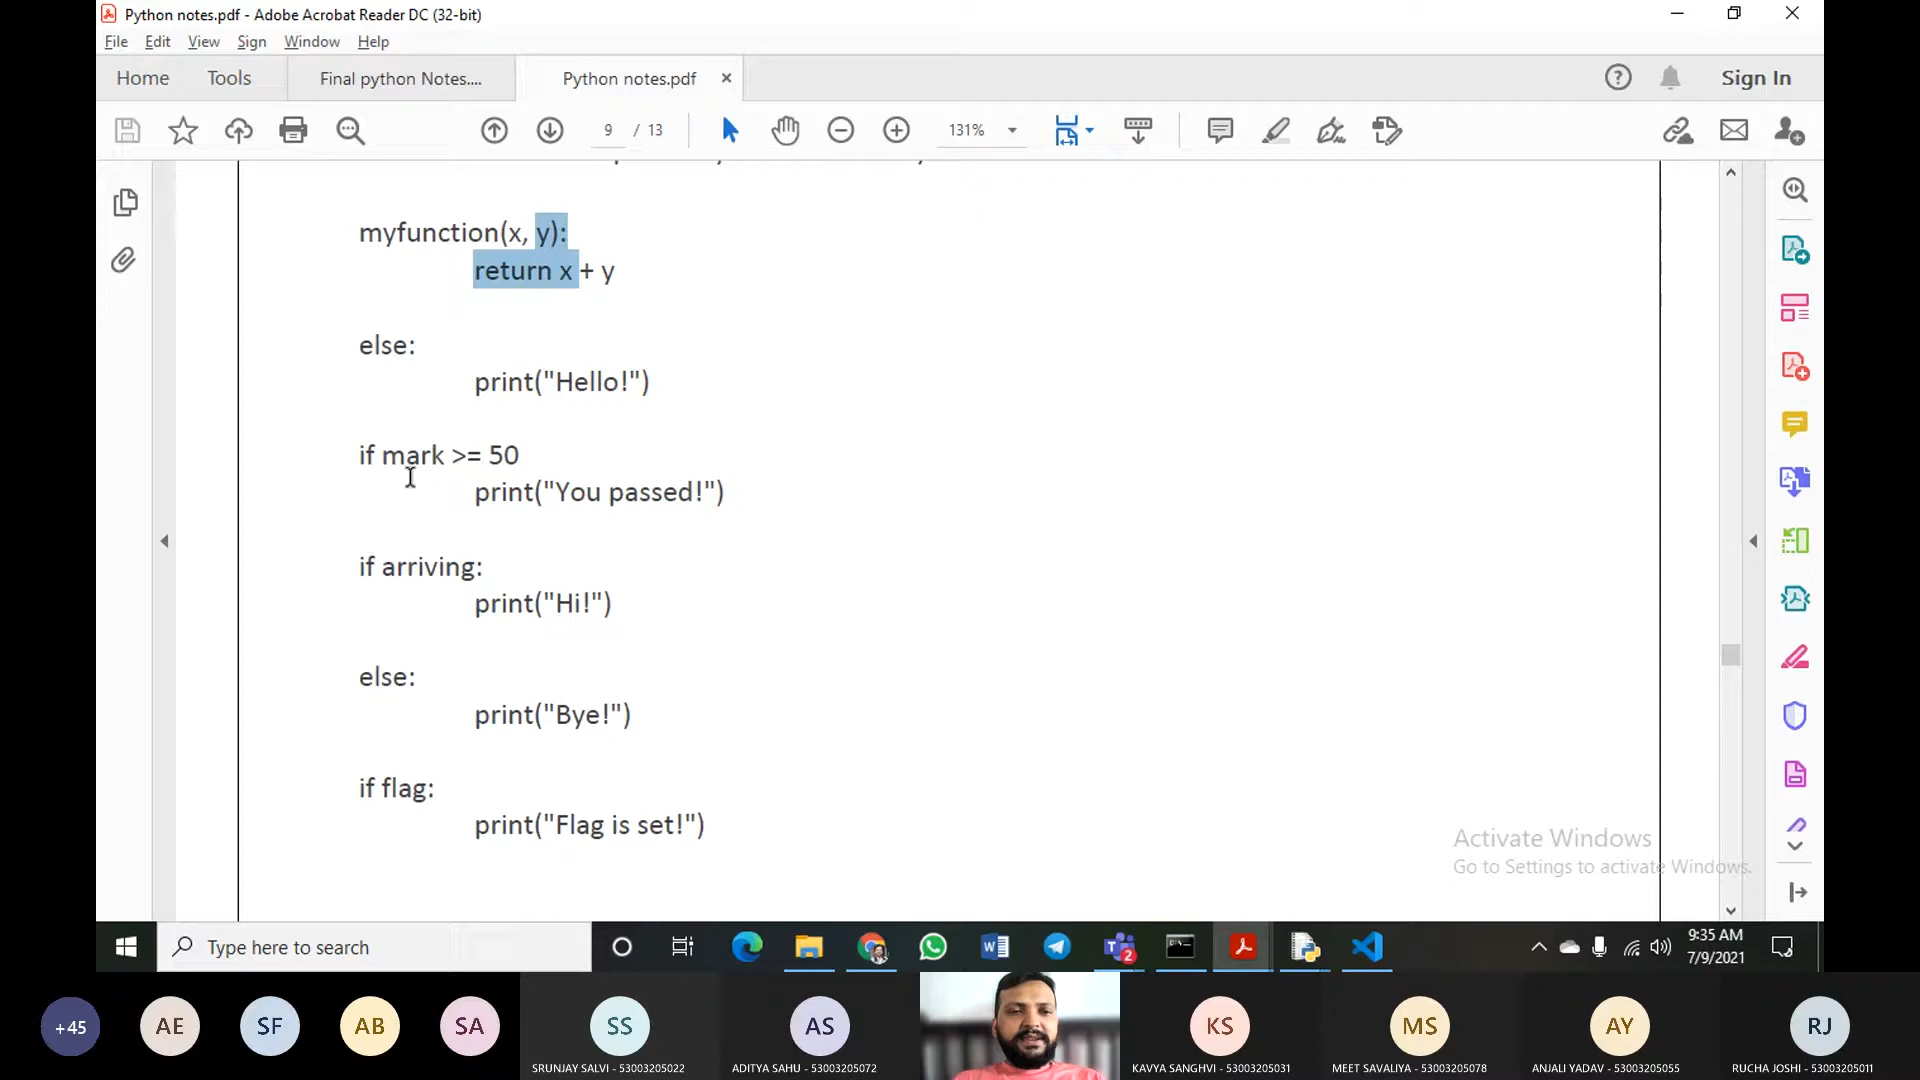 Python notes.pdf - Adobe Acrobat Reader DC (32-bit)
File Edit View Sign Window Help
Home Tools Final python Notes.... Python notes.pdf Sign In
9 / 13 131%
myfunction(x, y):
return x + y
else:
print("Hello!")
if mark >= 50
print("You passed!")
if arriving:
print("Hi!")
else:
print("Bye!")
if flag:
print("Flag is set!")
Activate Windows
Go to Settings to activate Windows.
Type here to search
2
9:35 AM
7/9/2021
+45 AE SF AB SA SS AS KS MS AY RJ
SRUNJAY SALVI - 53003205022 ADITYA SAHU - 53003205072 KAVYA SANGHVI - 53003205031 MEET SAVALIYA - 53003205078 ANJALI YADAV - 53003205055 RUCHA JOSHI - 53003205011